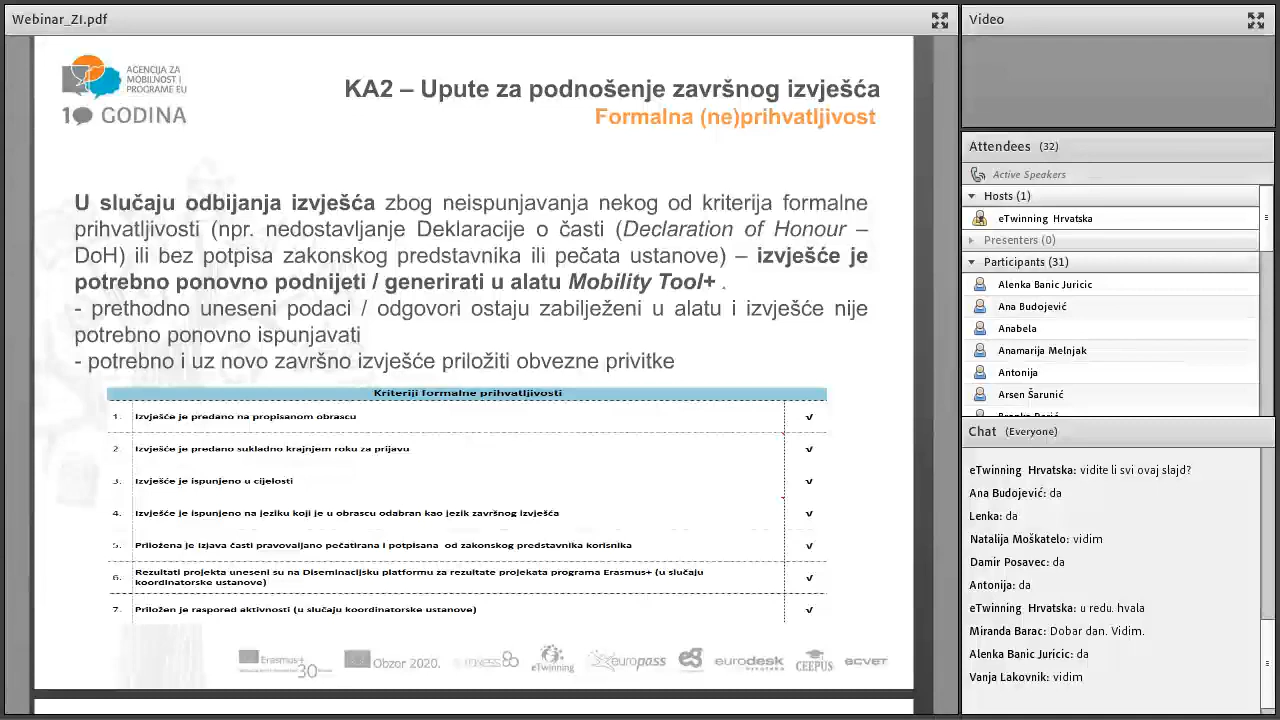 Webinar_ZI.pdf
AGENCIJA ZA
MOBILNOST I
PROGRAME EU
10 GODINA
KA2 – Upute za podnošenje završnog izvješća
Formalna (ne)prihvatljivost
U slučaju odbijanja izvješća zbog neispunjavanja nekog od kriterija formalne
prihvatljivosti (npr. nedostavljanje Deklaracije o časti (Declaration of Honour –
DoH) ili bez potpisa zakonskog predstavnika ili pečata ustanove) – izvješće je
potrebno ponovno podnijeti / generirati u alatu Mobility Tool+ .
- prethodno uneseni podaci / odgovori ostaju zabilježeni u alatu i izvješće nije
potrebno ponovno ispunjavati
- potrebno i uz novo završno izvješće priložiti obvezne privitke
Kriteriji formalne prihvatljivosti
1. Izvješće je predano na propisanom obrascu √
2. Izvješće je predano sukladno krajnjem roku za prijavu √
3. Izvješće je ispunjeno u cijelosti √
4. Izvješće je ispunjeno na jeziku koji je u obrascu odabran kao jezik završnog izvješća √
5. Priložena je Izjava časti pravovaljano pečatirana i potpisana od zakonskog predstavnika korisnika √
6. Rezultati projekta uneseni su na Diseminacijsku platformu za rezultate projekata programa Erasmus+ (u slučaju
koordinatorske ustanove) √
7. Priložen je raspored aktivnosti (u slučaju koordinatorske ustanove) √
Erasmus+ 30 Obzor 2020. eTwinning europass eurodesk CEEPUS ECVET
Video
Attendees (32)
Active Speakers
Hosts (1)
eTwinning Hrvatska
Presenters (0)
Participants (31)
Alenka Banic Juricic
Ana Budojević
Anabela
Anamarija Melnjak
Antonija
Arsen Šarunić
Chat (Everyone)
eTwinning Hrvatska: vidite li svi ovaj slajd?
Ana Budojević: da
Lenka: da
Natalija Moškatelo: vidim
Damir Posavec: da
Antonija: da
eTwinning Hrvatska: u redu. hvala
Miranda Barac: Dobar dan. Vidim.
Alenka Banic Juricic: da
Vanja Lakovnik: vidim